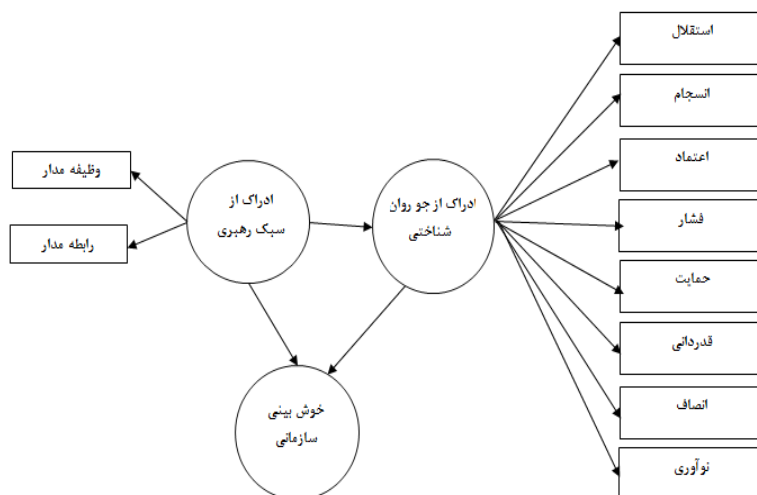 استقلال
انسجام
اعتماد
فشار
حمایت
قدردانی
انصاف
نوآوری
ادراک از جو روان
شناختی
ادراک از
سبک رهبری
وظیفه مدار
رابطه مدار
خوش بینی
سازمانی